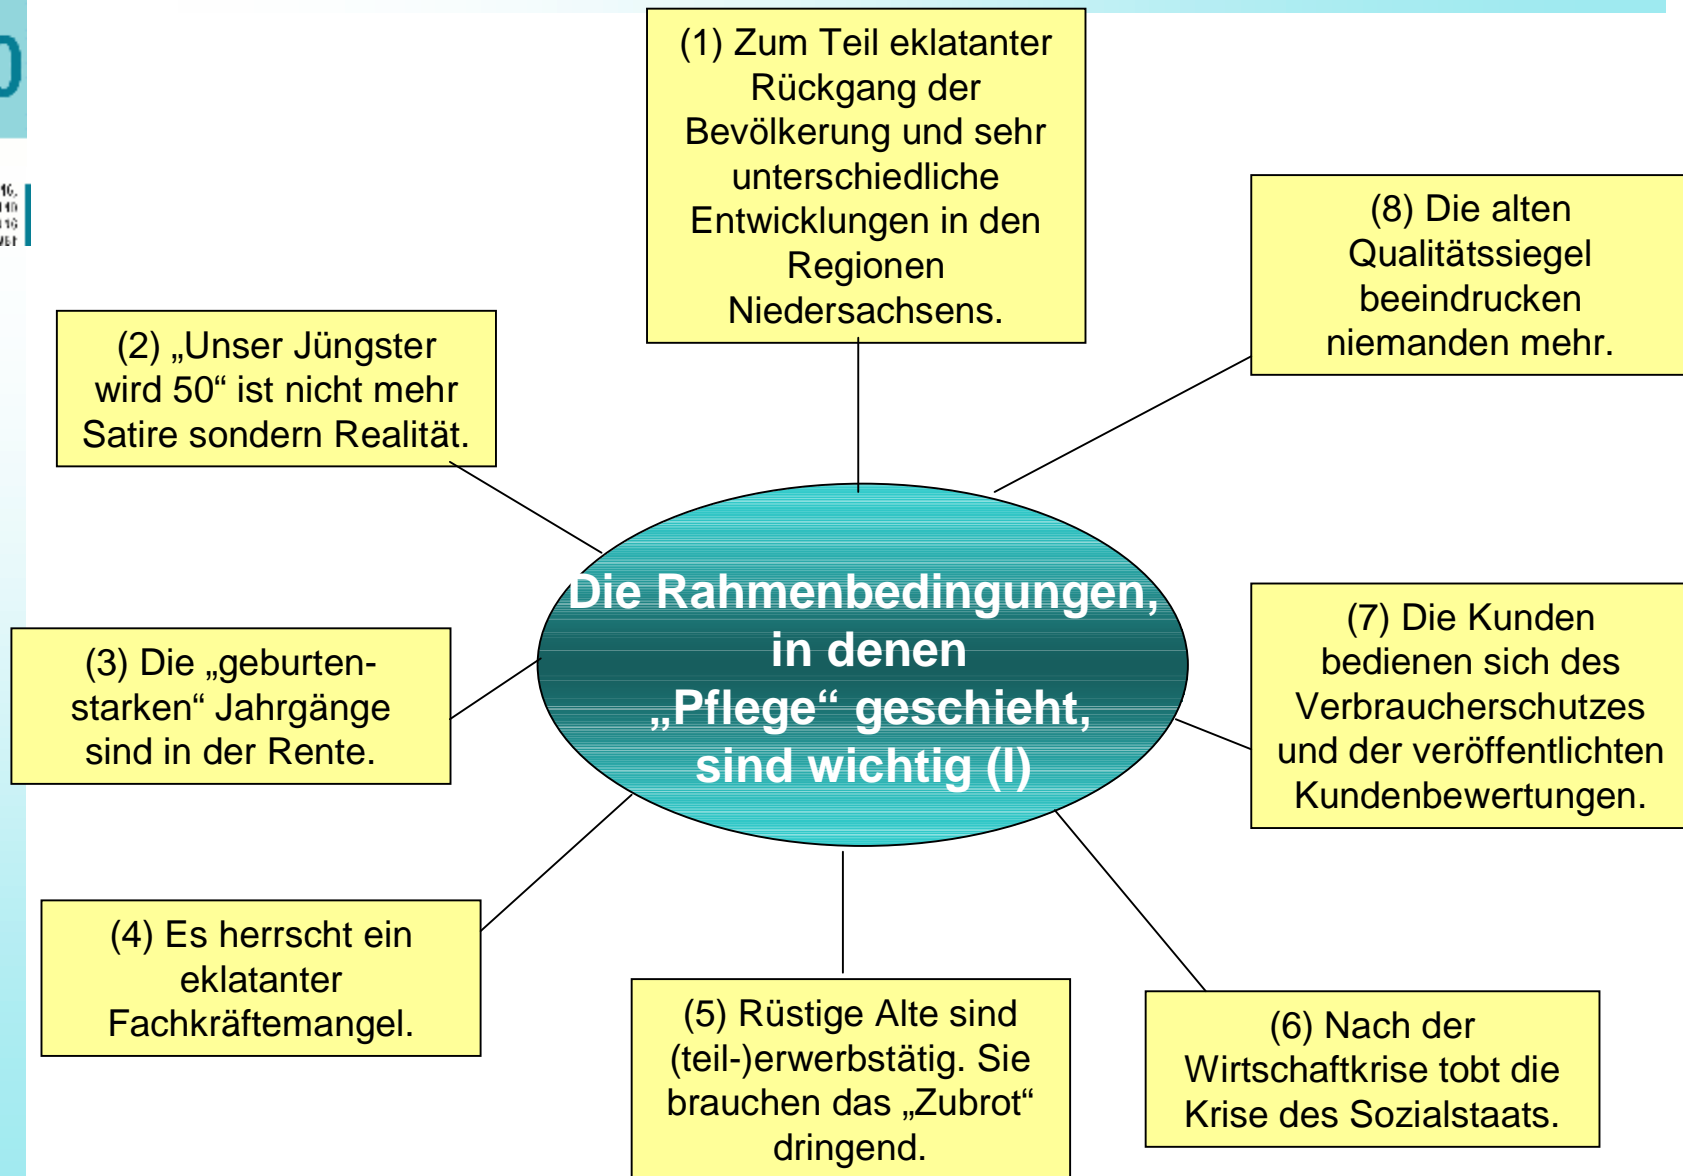 (1) Zum Teil eklatanter
Rückgang der
Bevölkerung und sehr
unterschiedliche
Entwicklungen in den
Regionen
Niedersachsens.
(2) „Unser Jüngster
wird 50“ ist nicht mehr
Satire sondern Realität.
(3) Die „geburten-
starken“ Jahrgänge
sind in der Rente.
(4) Es herrscht ein
eklatanter
Fachkräftemangel.
(5) Rüstige Alte sind
(teil-)erwerbstätig. Sie
brauchen das „Zubrot“
dringend.
(6) Nach der
Wirtschaftkrise tobt die
Krise des Sozialstaats.
(7) Die Kunden
bedienen sich des
Verbraucherschutzes
und der veröffentlichten
Kundenbewertungen.
(8) Die alten
Qualitätssiegel
beeindrucken
niemanden mehr.
Die Rahmenbedingungen,
in denen
„Pflege“ geschieht,
sind wichtig (I)